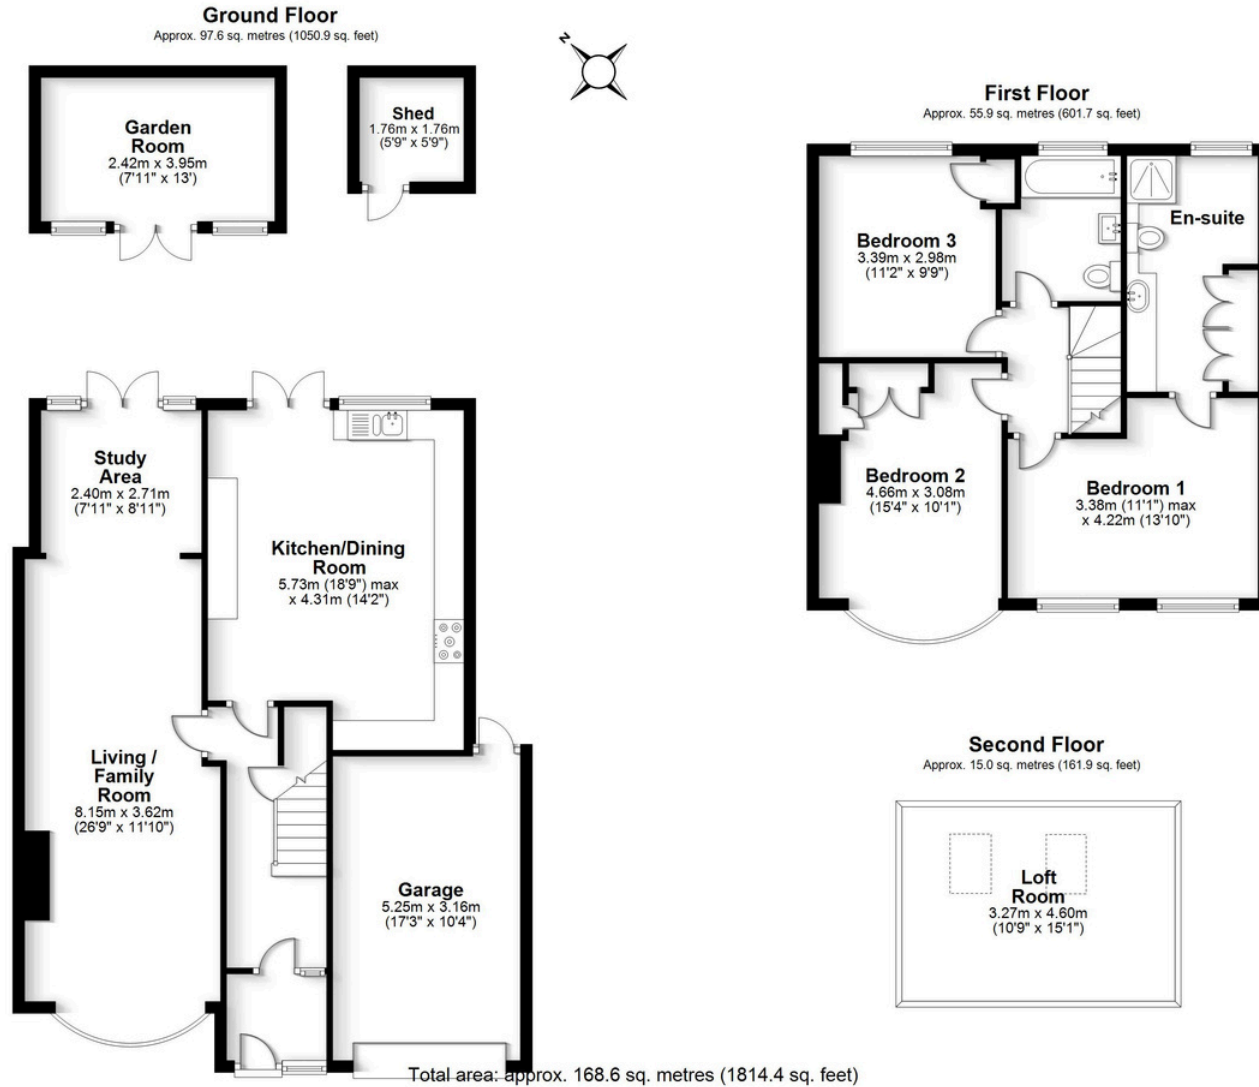 Ground Floor
Approx. 97.6 sq. metres (1050.9 sq. feet)
Garden
Room
2.42m x 3.95m
(7'11" x 13')
Shed
1.76m x 1.76m
(5'9" x 5'9")
N
Study
Area
2.40m x 2.71m
(7'11" x 8'11")
Kitchen/Dining
Room
5.73m (18'9") max
x 4.31m (14'2")
Living /
Family
Room
8.15m x 3.62m
(26'9" x 11'10")
Garage
5.25m x 3.16m
(17'3" x 10'4")
First Floor
Approx. 55.9 sq. metres (601.7 sq. feet)
Bedroom 3
3.39m x 2.98m
(11'2" x 9'9")
En-suite
Bedroom 2
4.66m x 3.08m
(15'4" x 10'1")
Bedroom 1
3.38m (11'1") max
x 4.22m (13'10")
Second Floor
Approx. 15.0 sq. metres (161.9 sq. feet)
Loft
Room
3.27m x 4.60m
(10'9" x 15'1")
Total area: approx. 168.6 sq. metres (1814.4 sq. feet)